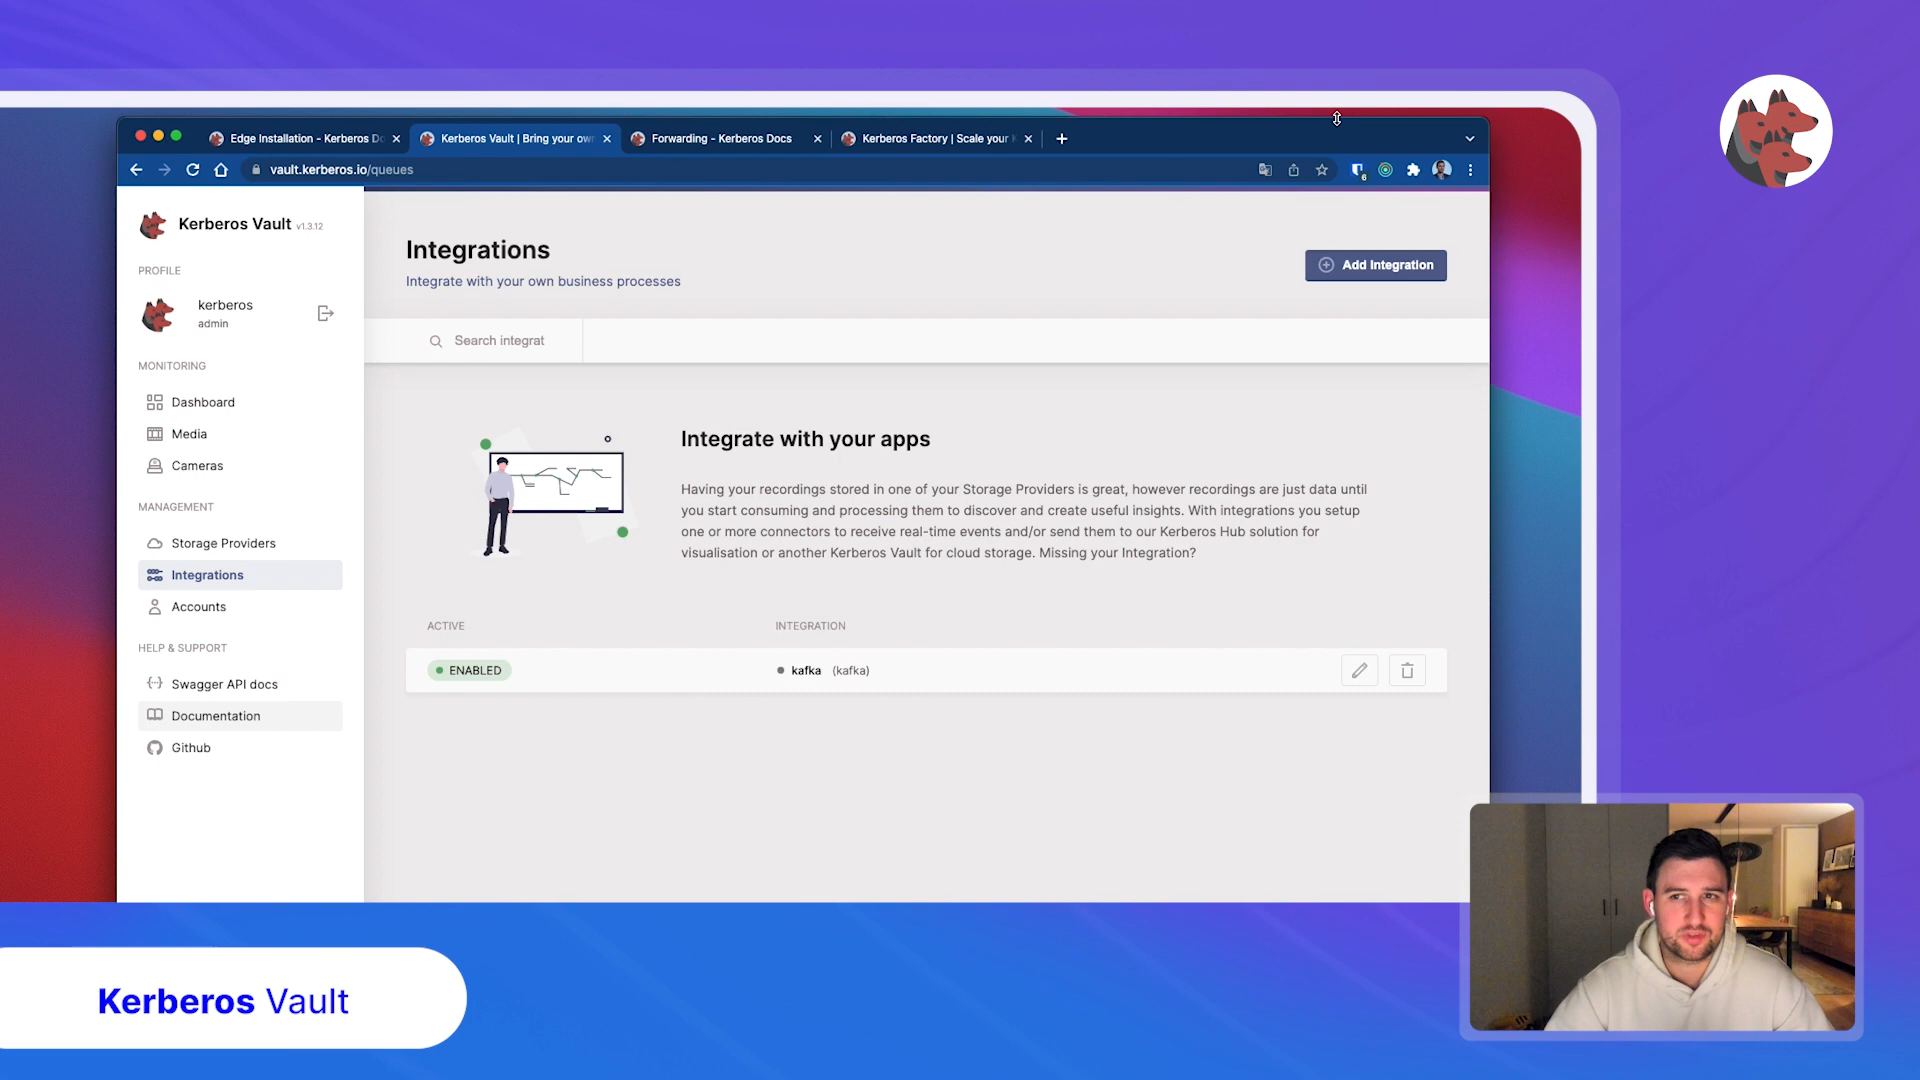 Edge Installation - Kerberos Do
Kerberos Vault | Bring your own
Forwarding - Kerberos Docs
Kerberos Factory | Scale your K
vault.kerberos.io/queues
6
Kerberos Vault v1.3.12
PROFILE
kerberos
admin
MONITORING
Dashboard
Media
Cameras
MANAGEMENT
Storage Providers
Integrations
Accounts
HELP & SUPPORT
Swagger API docs
Documentation
Github
Integrations
Integrate with your own business processes
Add Integration
Search integrat
Integrate with your apps
Having your recordings stored in one of your Storage Providers is great, however recordings are just data until
you start consuming and processing them to discover and create useful insights. With integrations you setup
one or more connectors to receive real-time events and/or send them to our Kerberos Hub solution for
visualisation or another Kerberos Vault for cloud storage. Missing your Integration?
ACTIVE INTEGRATION
ENABLED kafka (kafka)
Kerberos Vault